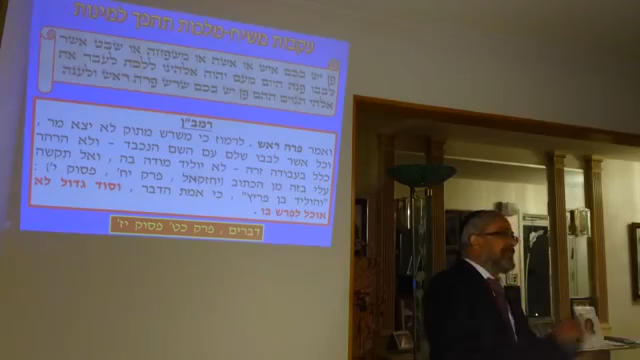 עקבות משיח-מלכות תהפך למינות
פן יש בכם איש או אשה או משפחה או שבט אשר
לבבו פנה היום מעם יהוה אלהינו ללכת לעבד את
אלהי הגוים ההם פן יש בכם שרש פרה ראש ולענה
רמב"ן
ואמר פרה ראש . לרמוז כי משרש מתוק לא יצא מר ,
וכל אשר לבבו שלם עם השם הנכבד - ולא הרהר
כלל בעבודה זרה - לא יוליד מודה בה , ואל תקשה
עלי בזה מן הכתוב (יחזקאל , פרק יח' , פסוק י') :
"והוליד בן פריץ" , כי אמת הדבר , וסוד גדול לא
אוכל לפרש בו .
דברים , פרק כט' פסוק יז'